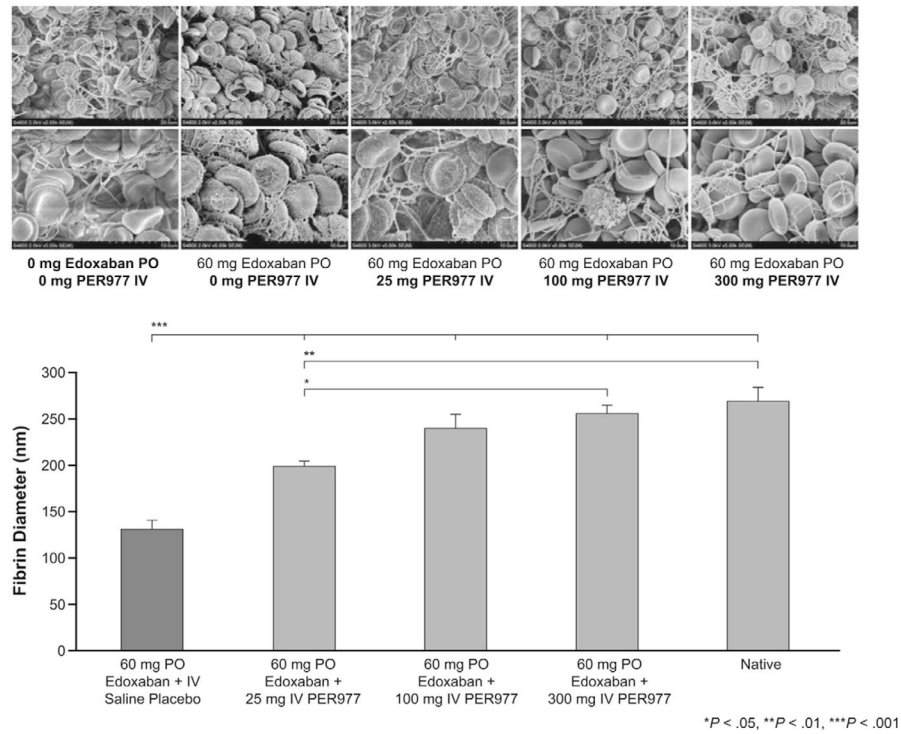 0 mg Edoxaban PO
0 mg PER977 IV
60 mg Edoxaban PO
0 mg PER977 IV
60 mg Edoxaban PO
25 mg PER977 IV
60 mg Edoxaban PO
100 mg PER977 IV
60 mg Edoxaban PO
300 mg PER977 IV
***
**
*
Fibrin Diameter (nm)
300
250
200
150
100
50
0
60 mg PO
Edoxaban + IV
Saline Placebo
60 mg PO
Edoxaban +
25 mg IV PER977
60 mg PO
Edoxaban +
100 mg IV PER977
60 mg PO
Edoxaban +
300 mg IV PER977
Native
*P < .05, **P < .01, ***P < .001